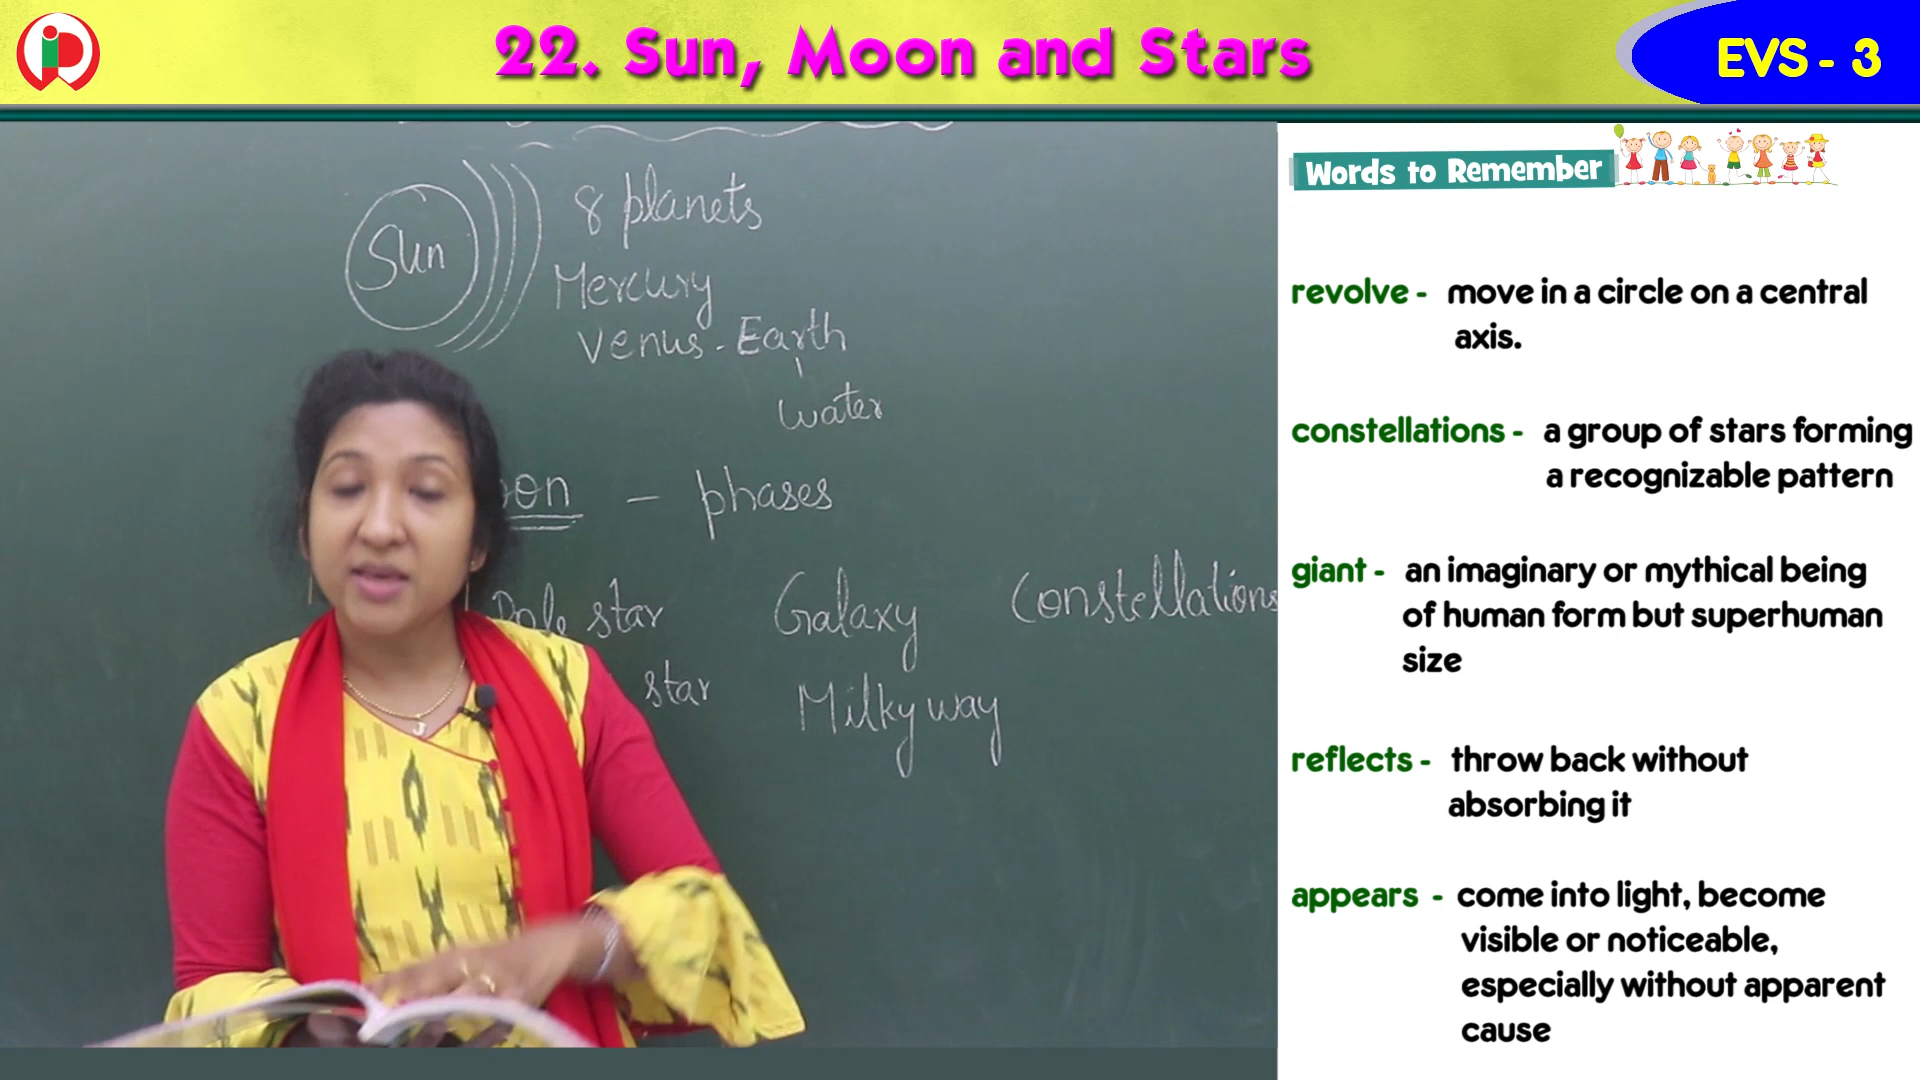 22. Sun, Moon and Stars
EVS - 3
Sun
8 planets
Mercury
Venus - Earth
water
oon - phases
Pole star
Galaxy
Constellations
star
Milky way
Words to Remember
revolve - move in a circle on a central
axis.
constellations - a group of stars forming
a recognizable pattern
giant - an imaginary or mythical being
of human form but superhuman
size
reflects - throw back without
absorbing it
appears - come into light, become
visible or noticeable,
especially without apparent
cause